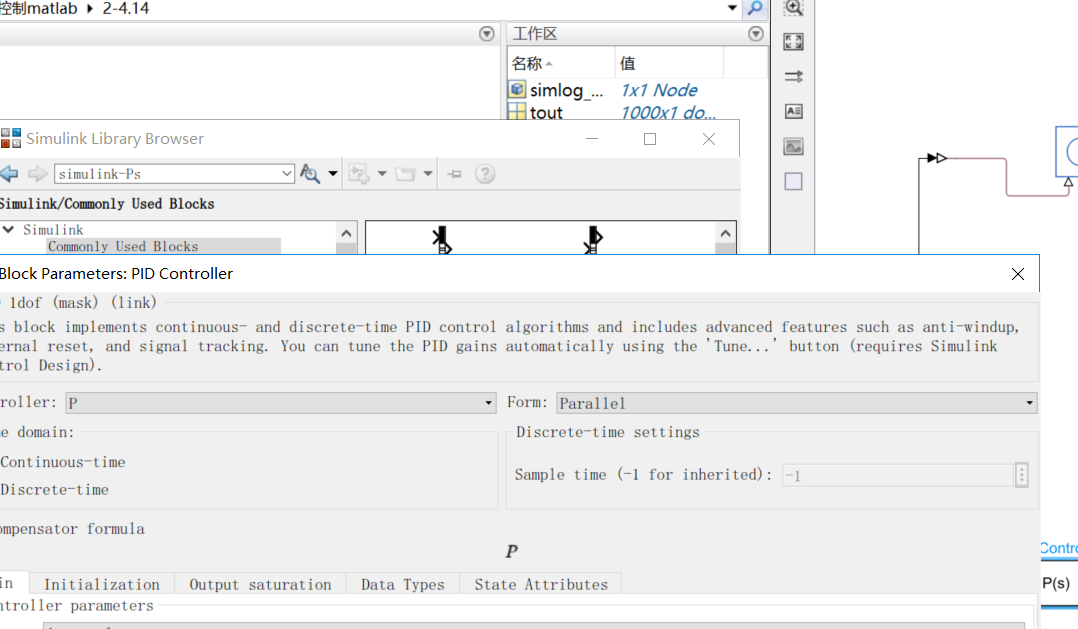 控制matlab ▸ 2-4.14
工作区
名称 值
simlog_... 1x1 Node
tout 1000x1 do...
Simulink Library Browser
simulink-Ps
Simulink/Commonly Used Blocks
Simulink
Commonly Used Blocks
Block Parameters: PID Controller
1dof (mask) (link)
s block implements continuous- and discrete-time PID control algorithms and includes advanced features such as anti-windup,
ernal reset, and signal tracking. You can tune the PID gains automatically using the 'Tune...' button (requires Simulink
trol Design).
roller: P Form: Parallel
e domain: Discrete-time settings
Continuous-time
Sample time (-1 for inherited): -1
Discrete-time
ompensator formula
P
Contro
in Initialization Output saturation Data Types State Attributes
P(s)
ntroller parameters